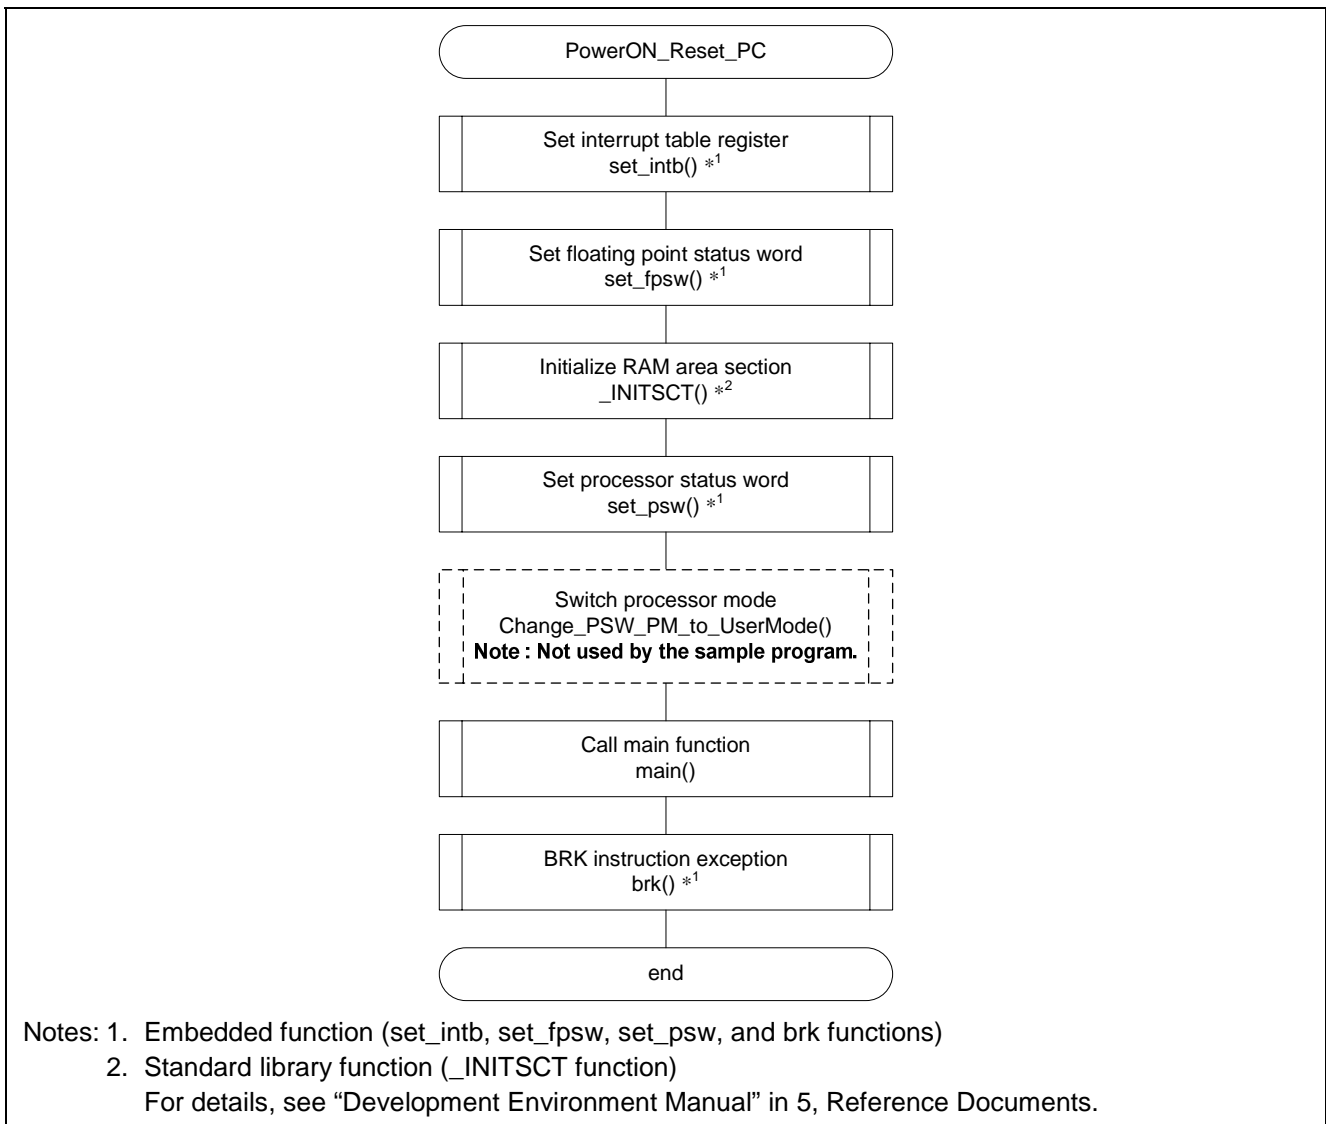 PowerON_Reset_PC
Set interrupt table register
set_intb() *1
Set floating point status word
set_fpsw() *1
Initialize RAM area section
_INITSCT() *2
Set processor status word
set_psw() *1
Switch processor mode
Change_PSW_PM_to_UserMode()
Note : Not used by the sample program.
Call main function
main()
BRK instruction exception
brk() *1
end
Notes: 1. Embedded function (set_intb, set_fpsw, set_psw, and brk functions)
2. Standard library function (_INITSCT function)
For details, see “Development Environment Manual” in 5, Reference Documents.